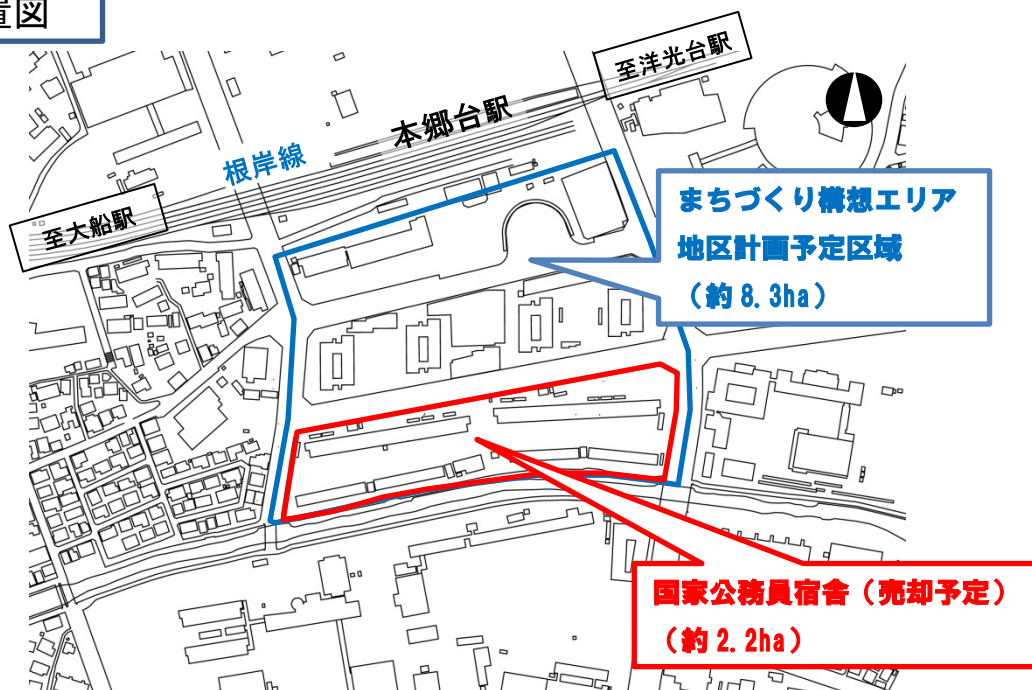 置図
至洋光台駅
本郷台駅
根岸線
至大船駅
まちづくり構想エリア
地区計画予定区域
（約 8.3ha）
国家公務員宿舎（売却予定）
（約 2.2ha）